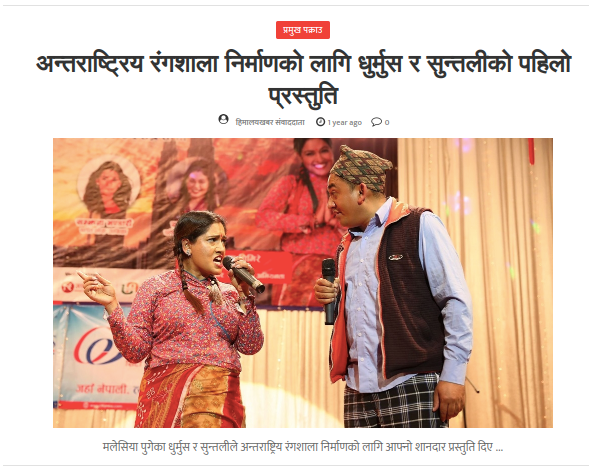 प्रमुख पक्राउ
अन्तराष्ट्रिय रंगशाला निर्माणको लागि धुर्मुस र सुन्तलीको पहिलो
प्रस्तुति
हिमालयखबर संवाददाता 1 year ago 0
जहाँ नेपाली,
मलेसिया पुगेका धुर्मुस र सुन्तलीले अन्तराष्ट्रिय रंगशाला निर्माणको लागि आफ्नो शानदार प्रस्तुति दिए ...